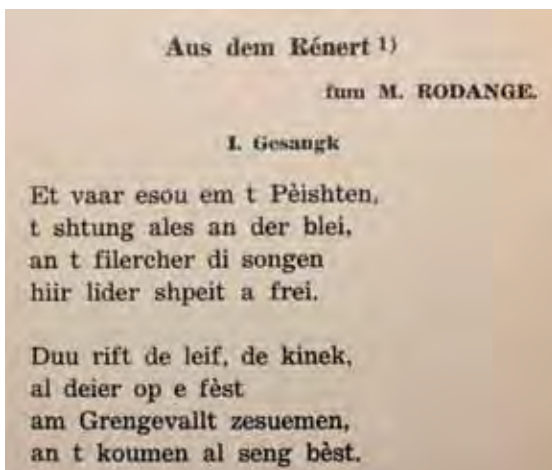 Aus dem Rénert 1)
fum M. RODANGE.
I. Gesangk
Et vaar esou em t Pèishten,
t shtung ales an der blei,
an t filercher di songen
hiir lider shpeit a frei.
Duu rift de leif, de kinek,
al deier op e fèst
am Grengevallt zesuemen,
an t koumen al seng bèst.